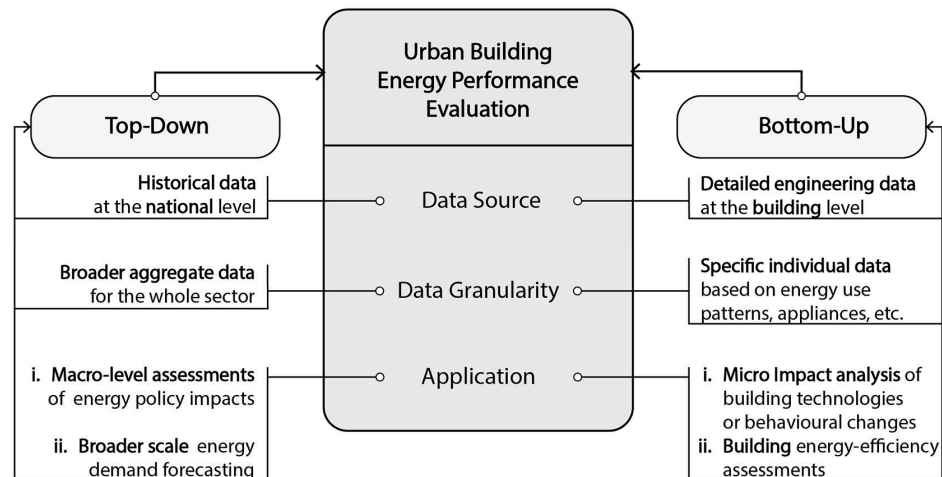 Urban Building
Energy Performance
Evaluation
Top-Down
Bottom-Up
Historical data
at the national level
Data Source
Detailed engineering data
at the building level
Broader aggregate data
for the whole sector
Data Granularity
Specific individual data
based on energy use
patterns, appliances, etc.
i. Macro-level assessments
of energy policy impacts
ii. Broader scale energy
demand forecasting
Application
i. Micro Impact analysis of
building technologies
or behavioural changes
ii. Building energy-efficiency
assessments